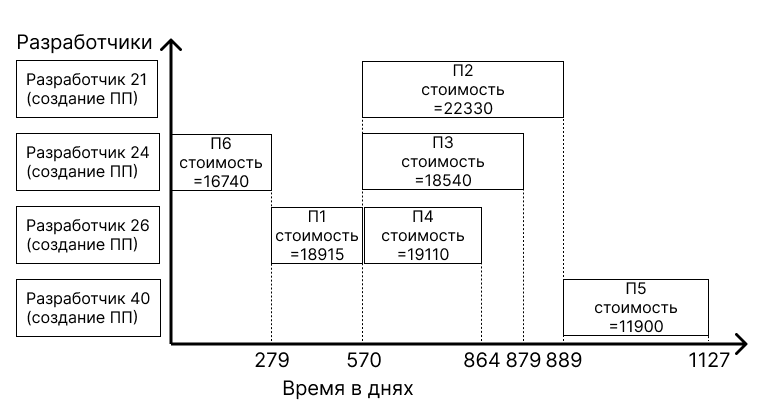 Разработчики
Разработчик 21
(создание ПП)
П2
стоимость
=22330
Разработчик 24
(создание ПП)
П6
стоимость
=16740
П3
стоимость
=18540
Разработчик 26
(создание ПП)
П1
стоимость
=18915
П4
стоимость
=19110
Разработчик 40
(создание ПП)
П5
стоимость
=11900
279 570 864 879 889 1127
Время в днях